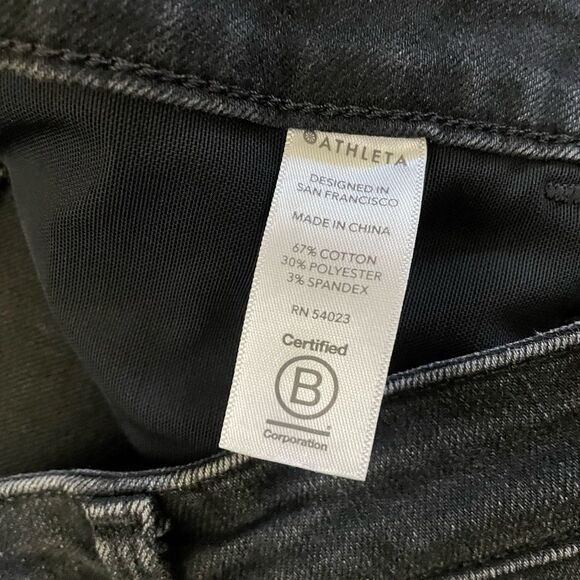 ATHLETA
DESIGNED IN
SAN FRANCISCO
MADE IN CHINA
67% COTTON
30% POLYESTER
3% SPANDEX
RN 54023
Certified
B
Corporation